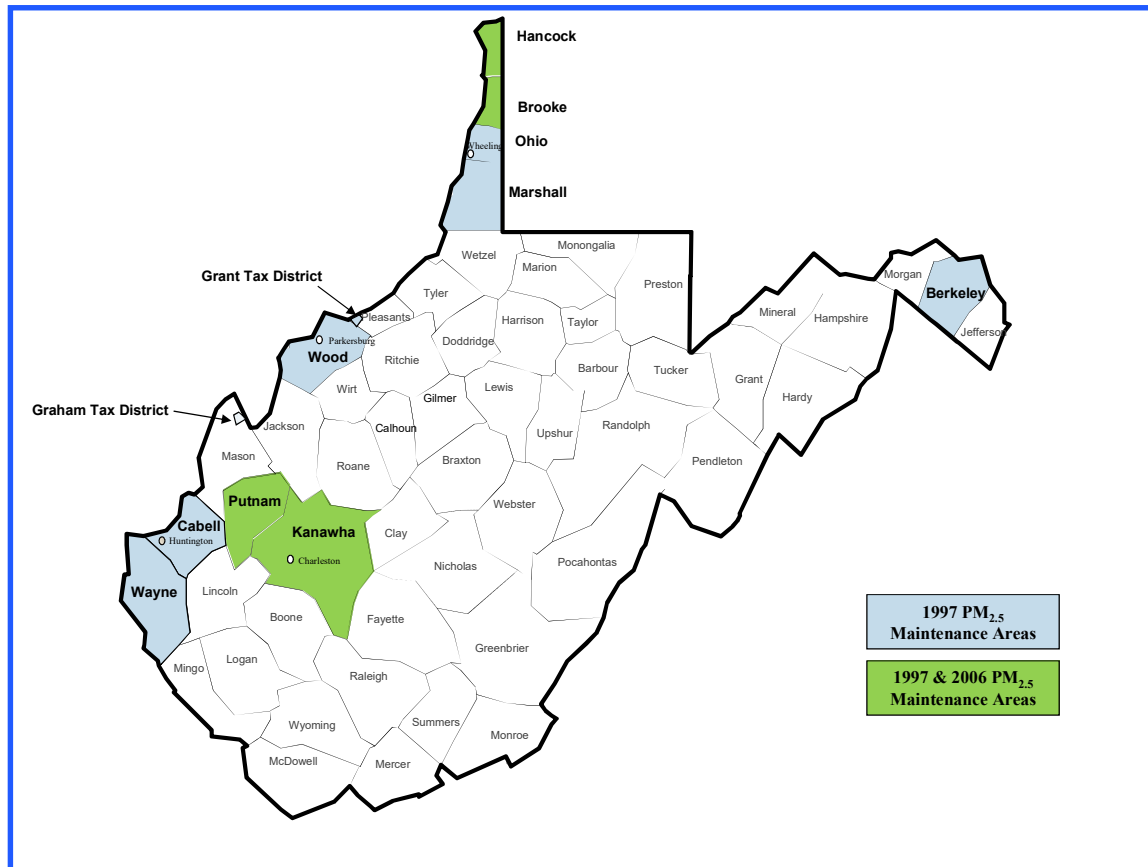 Hancock
Brooke
Ohio
Wheeling
Marshall
Wetzel
Monongalia
Marion
Preston
Morgan
Berkeley
Jefferson
Grant Tax District
Tyler
Pleasants
Harrison
Taylor
Mineral
Hampshire
Parkersburg
Wood
Doddridge
Ritchie
Barbour
Tucker
Grant
Hardy
Wirt
Lewis
Gilmer
Graham Tax District
Jackson
Calhoun
Upshur
Randolph
Mason
Roane
Braxton
Pendleton
Putnam
Webster
Cabell
Huntington
Kanawha
Clay
Charleston
Nicholas
Pocahontas
Wayne
Lincoln
Boone
Fayette
Greenbrier
Mingo
Logan
Raleigh
Wyoming
Summers
Monroe
McDowell
Mercer
1997 PM2.5
Maintenance Areas
1997 & 2006 PM2.5
Maintenance Areas